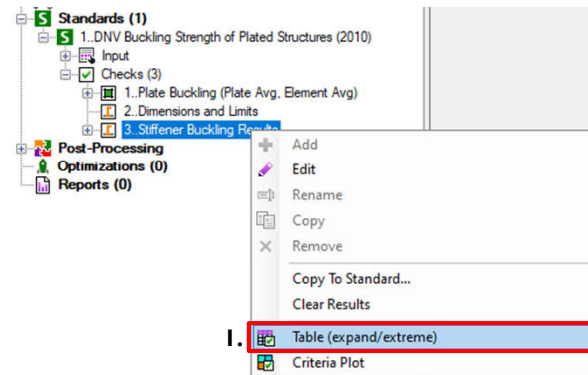 Standards (1)
1..DNV Buckling Strength of Plated Structures (2010)
Input
Checks (3)
1..Plate Buckling (Plate Avg, Element Avg)
2..Dimensions and Limits
3..Stiffener Buckling Results
Post-Processing
Optimizations (0)
Reports (0)
Add
Edit
Rename
Copy
Remove
Copy To Standard...
Clear Results
I. Table (expand/extreme)
Criteria Plot